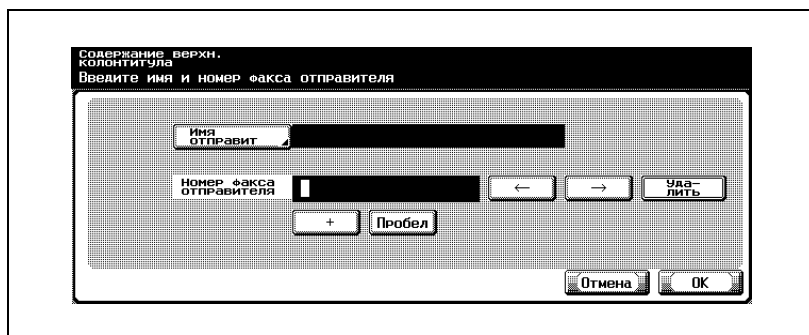 Содержание верхн.
колонтитула
Введите имя и номер факса отправителя
Имя
отправит
Номер факса
отправителя
← → Уда-
лить
+ Пробел
Отмена OK